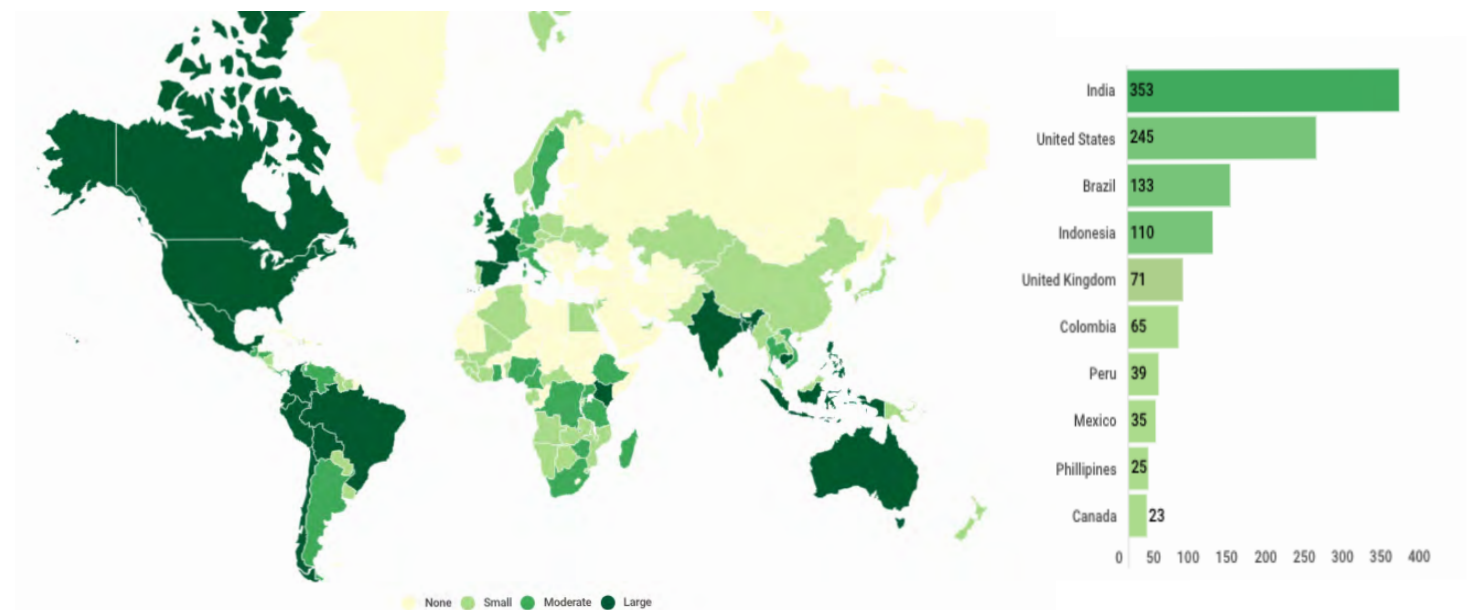 India 353
United States 245
Brazil 133
Indonesia 110
United Kingdom 71
Colombia 65
Peru 39
Mexico 35
Phillipines 25
Canada 23
0 50 100 150 200 250 300 350 400
None Small Moderate Large